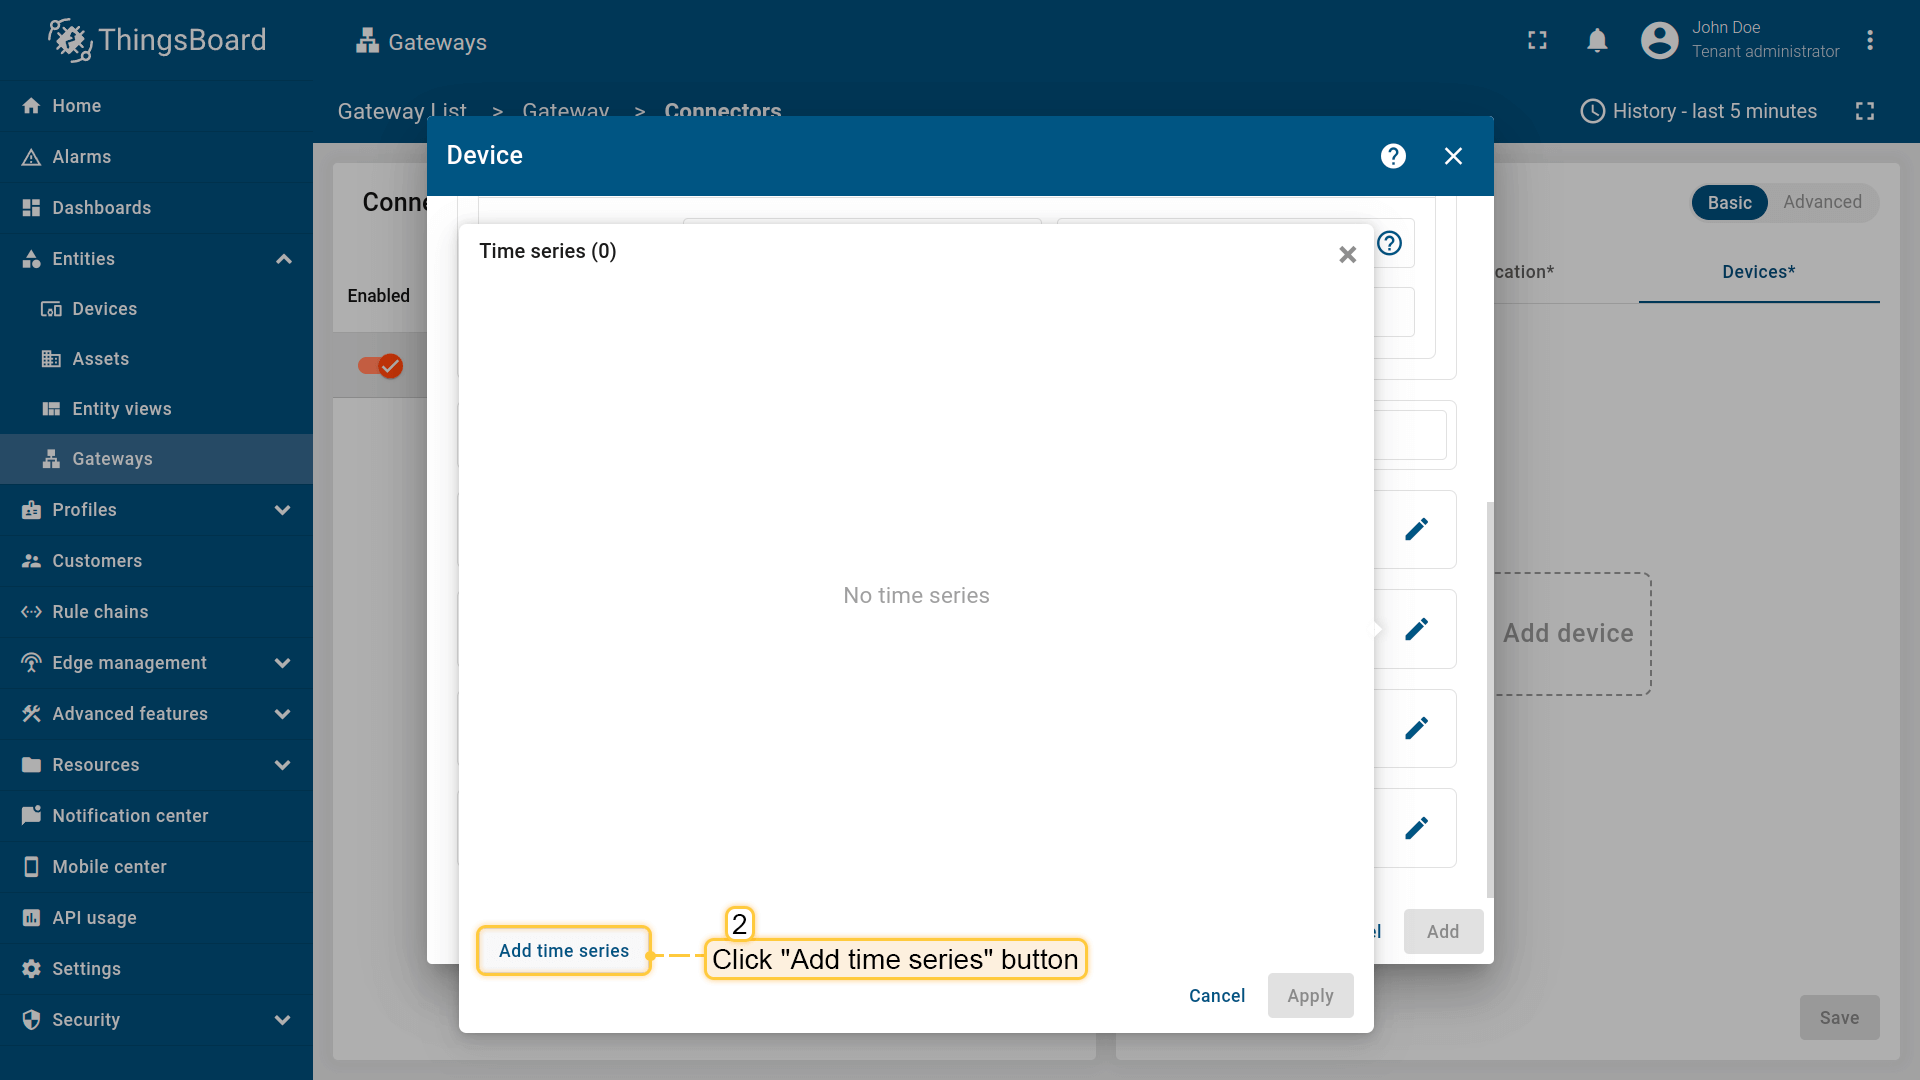 ThingsBoard
Gateways
John Doe
Tenant administrator
Home
Alarms
Dashboards
Entities
Devices
Assets
Entity views
Gateways
Profiles
Customers
Rule chains
Edge management
Advanced features
Resources
Notification center
Mobile center
API usage
Settings
Security
Gateway List > Gateway > Connectors
History - last 5 minutes
Conne
Enabled
Basic
Advanced
cation*
Devices*
Add device
Save
Device
Time series (0)
No time series
Add time series
2
Click "Add time series" button
Cancel
Apply
el
Add